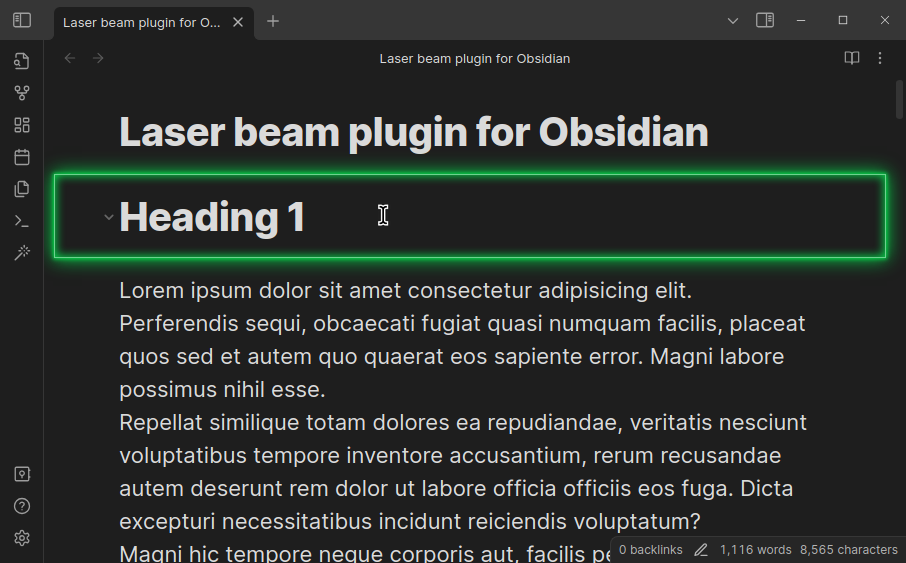 Laser beam plugin for O...
Laser beam plugin for Obsidian
Laser beam plugin for Obsidian
Heading 1
Lorem ipsum dolor sit amet consectetur adipisicing elit.
Perferendis sequi, obcaecati fugiat quasi numquam facilis, placeat
quos sed et autem quo quaerat eos sapiente error. Magni labore
possimus nihil esse.
Repellat similique totam dolores ea repudiandae, veritatis nesciunt
voluptatibus tempore inventore accusantium, rerum recusandae
autem deserunt rem dolor ut labore officia officiis eos fuga. Dicta
excepturi necessitatibus incidunt reiciendis voluptatum?
Magni hic tempore neque corporis aut, facilis
0 backlinks 1,116 words 8,565 characters